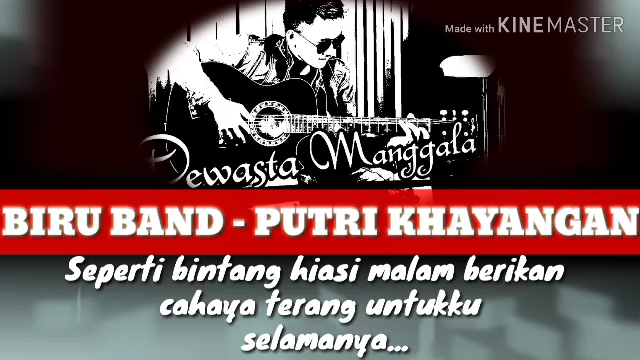 Made with KINEMASTER
Dewasta Manggala
BIRU BAND - PUTRI KHAYANGAN
Seperti bintang hiasi malam berikan
cahaya terang untukku
selamanya...